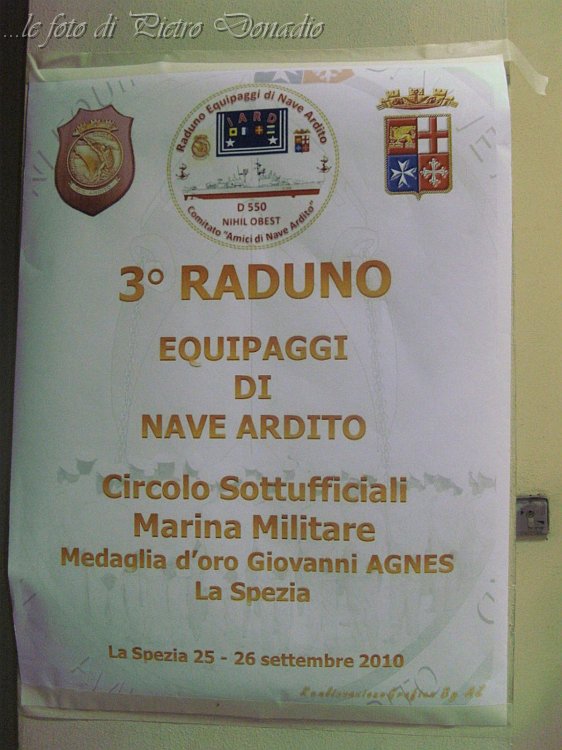 ...le foto di Pietro Donadio
Raduno Equipaggi di Nave Ardito
IARD
D 550
NIHIL OBEST
Comitato "Amici di Nave Ardito"
3° RADUNO
EQUIPAGGI
DI
NAVE ARDITO
Circolo Sottufficiali
Marina Militare
Medaglia d'oro Giovanni AGNES
La Spezia
La Spezia 25 - 26 settembre 2010
By